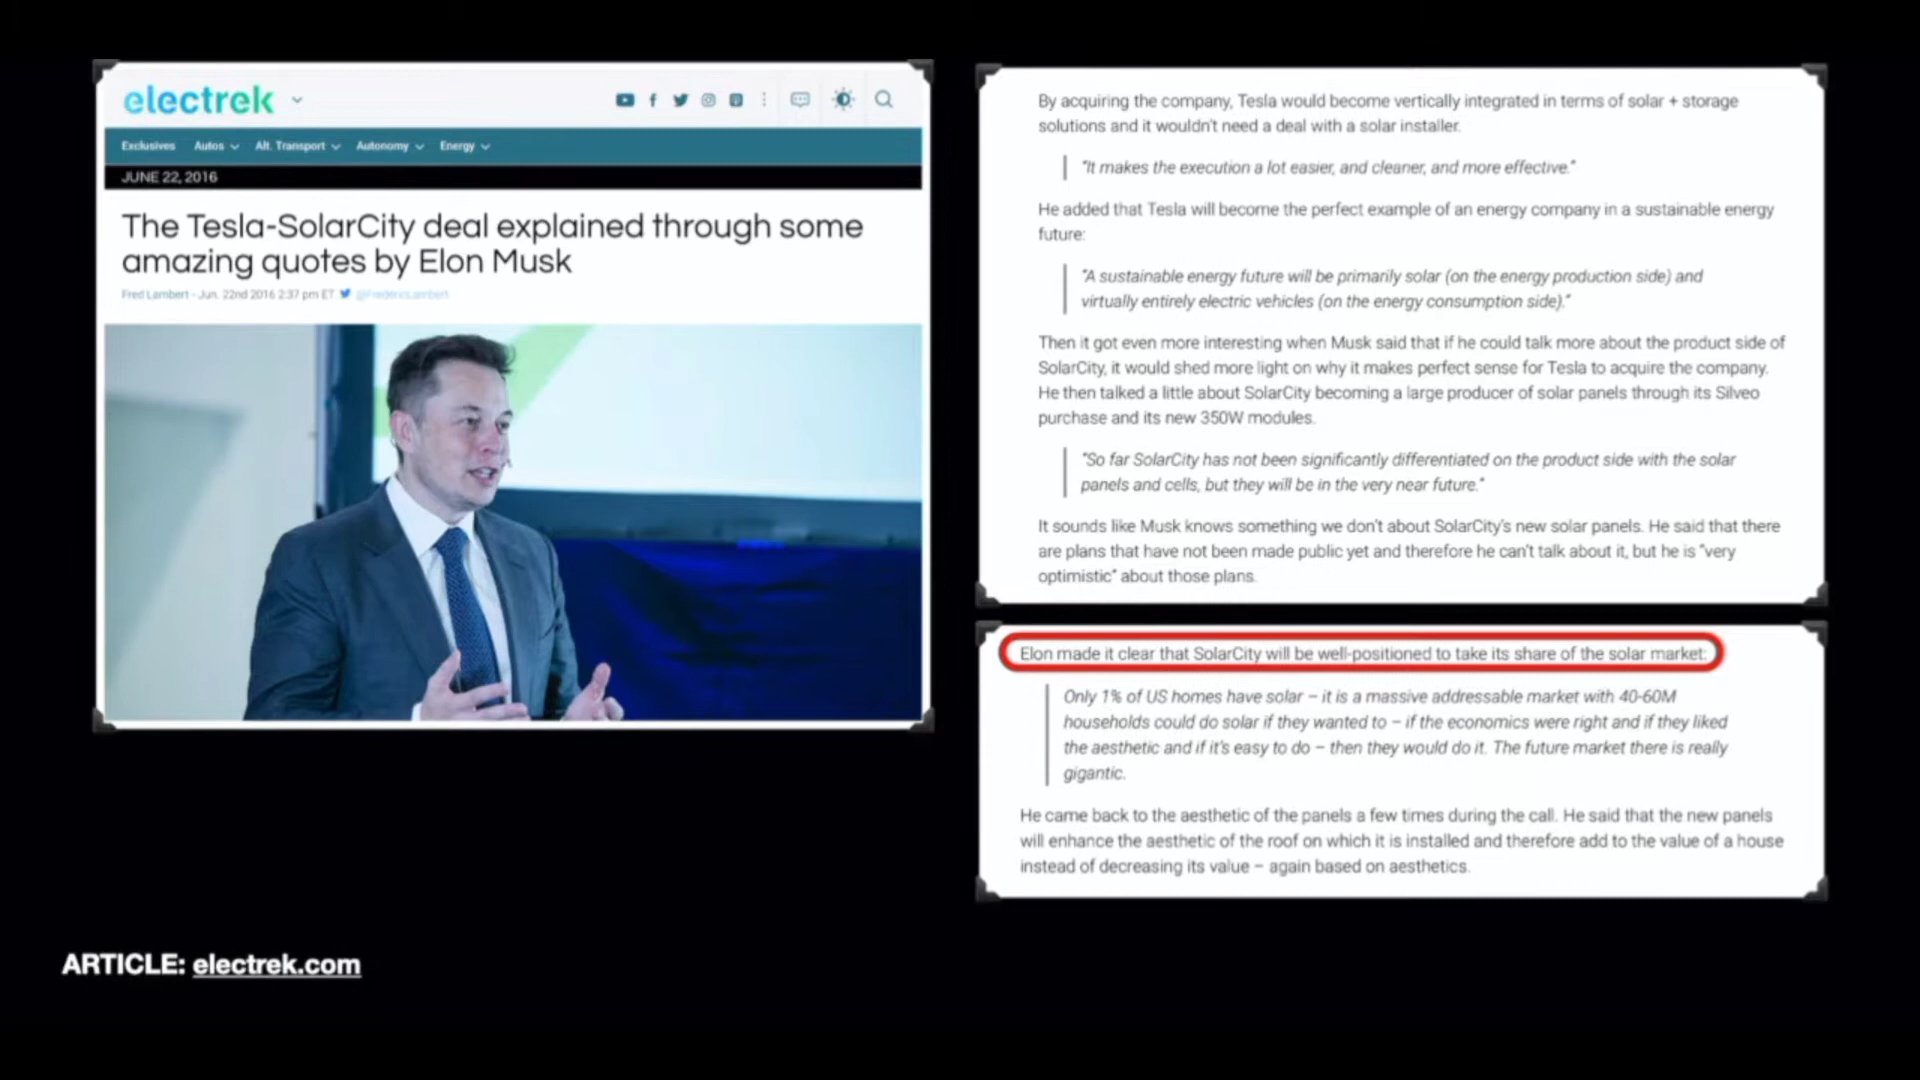 electrek
Exclusives Autos Alt. Transport Autonomy Energy
JUNE 22, 2016
The Tesla-SolarCity deal explained through some
amazing quotes by Elon Musk
Fred Lambert - Jun. 22nd 2016 2:37 pm ET @FredericLambert
By acquiring the company, Tesla would become vertically integrated in terms of solar + storage
solutions and it wouldn't need a deal with a solar installer.
"It makes the execution a lot easier, and cleaner, and more effective."
He added that Tesla will become the perfect example of an energy company in a sustainable energy
future:
"A sustainable energy future will be primarily solar (on the energy production side) and
virtually entirely electric vehicles (on the energy consumption side)."
Then it got even more interesting when Musk said that if he could talk more about the product side of
SolarCity, it would shed more light on why it makes perfect sense for Tesla to acquire the company.
He then talked a little about SolarCity becoming a large producer of solar panels through its Silveo
purchase and its new 350W modules.
"So far SolarCity has not been significantly differentiated on the product side with the solar
panels and cells, but they will be in the very near future."
It sounds like Musk knows something we don't about SolarCity's new solar panels. He said that there
are plans that have not been made public yet and therefore he can't talk about it, but he is "very
optimistic" about those plans.
Elon made it clear that SolarCity will be well-positioned to take its share of the solar market:
Only 1% of US homes have solar – it is a massive addressable market with 40-60M
households could do solar if they wanted to – if the economics were right and if they liked
the aesthetic and if it's easy to do – then they would do it. The future market there is really
gigantic.
He came back to the aesthetic of the panels a few times during the call. He said that the new panels
will enhance the aesthetic of the roof on which it is installed and therefore add to the value of a house
instead of decreasing its value – again based on aesthetics.
ARTICLE: electrek.com